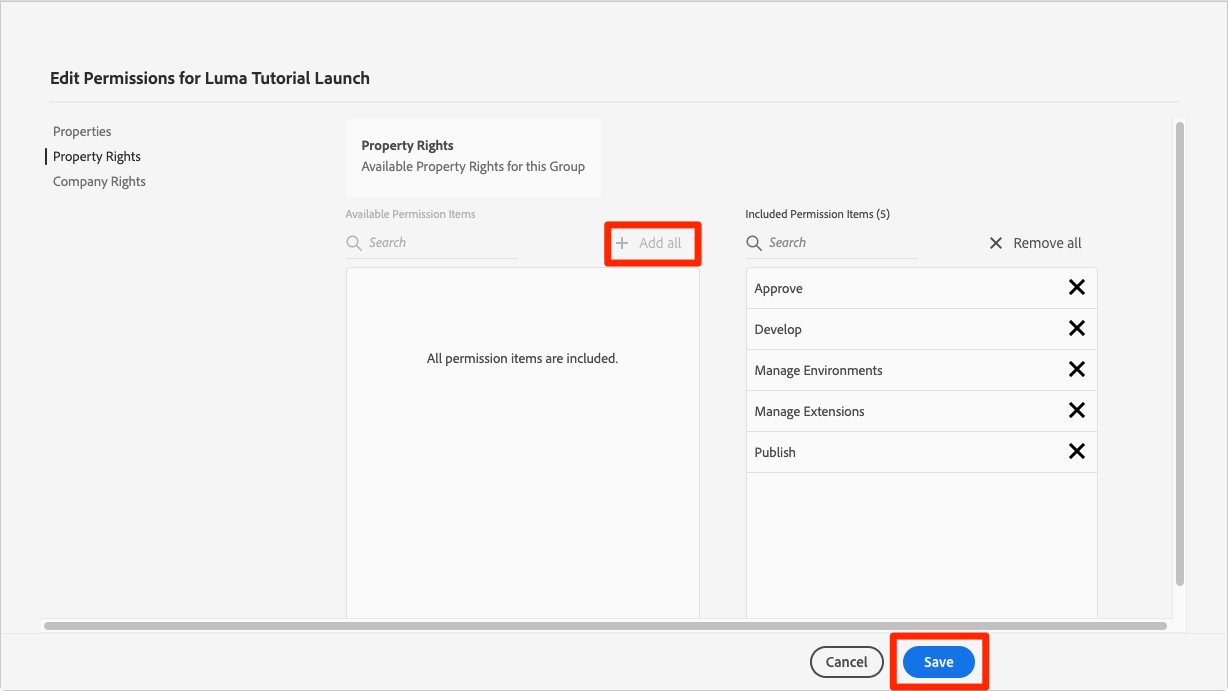 Edit Permissions for Luma Tutorial Launch
Properties
Property Rights
Company Rights
Property Rights
Available Property Rights for this Group
Available Permission Items
Search
Add all
All permission items are included.
Included Permission Items (5)
Search
Remove all
Approve
Develop
Manage Environments
Manage Extensions
Publish
Cancel
Save